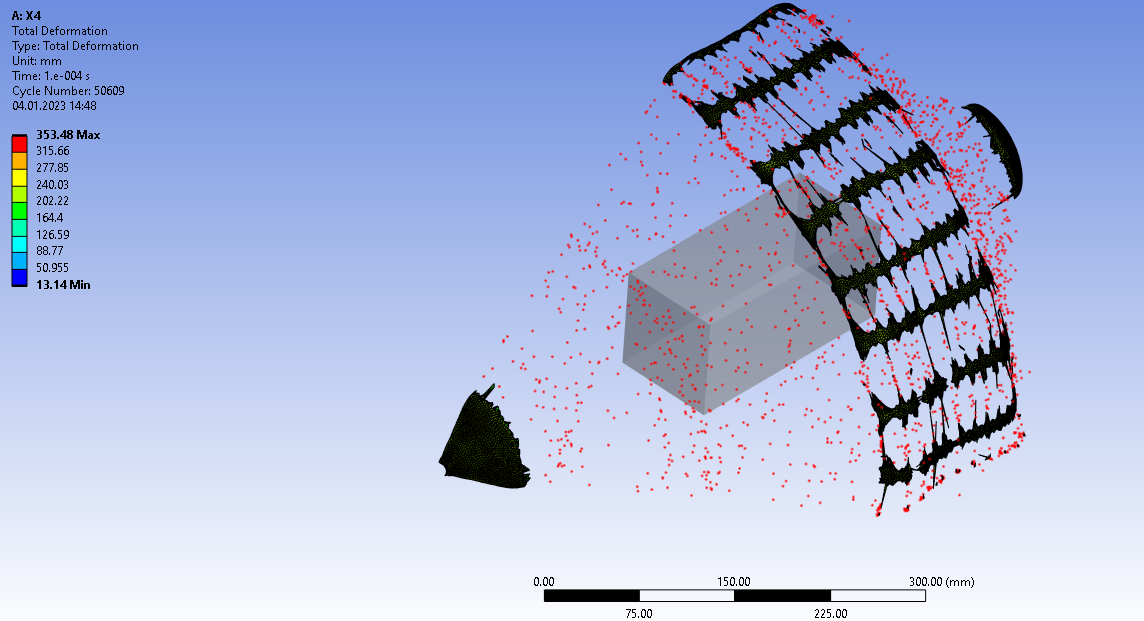 A: X4
Total Deformation
Type: Total Deformation
Unit: mm
Time: 1.e-004 s
Cycle Number: 50609
04.01.2023 14:48
353.48 Max
315.66
277.85
240.03
202.22
164.4
126.59
88.77
50.955
13.14 Min
0.00 150.00 300.00 (mm)
75.00 225.00